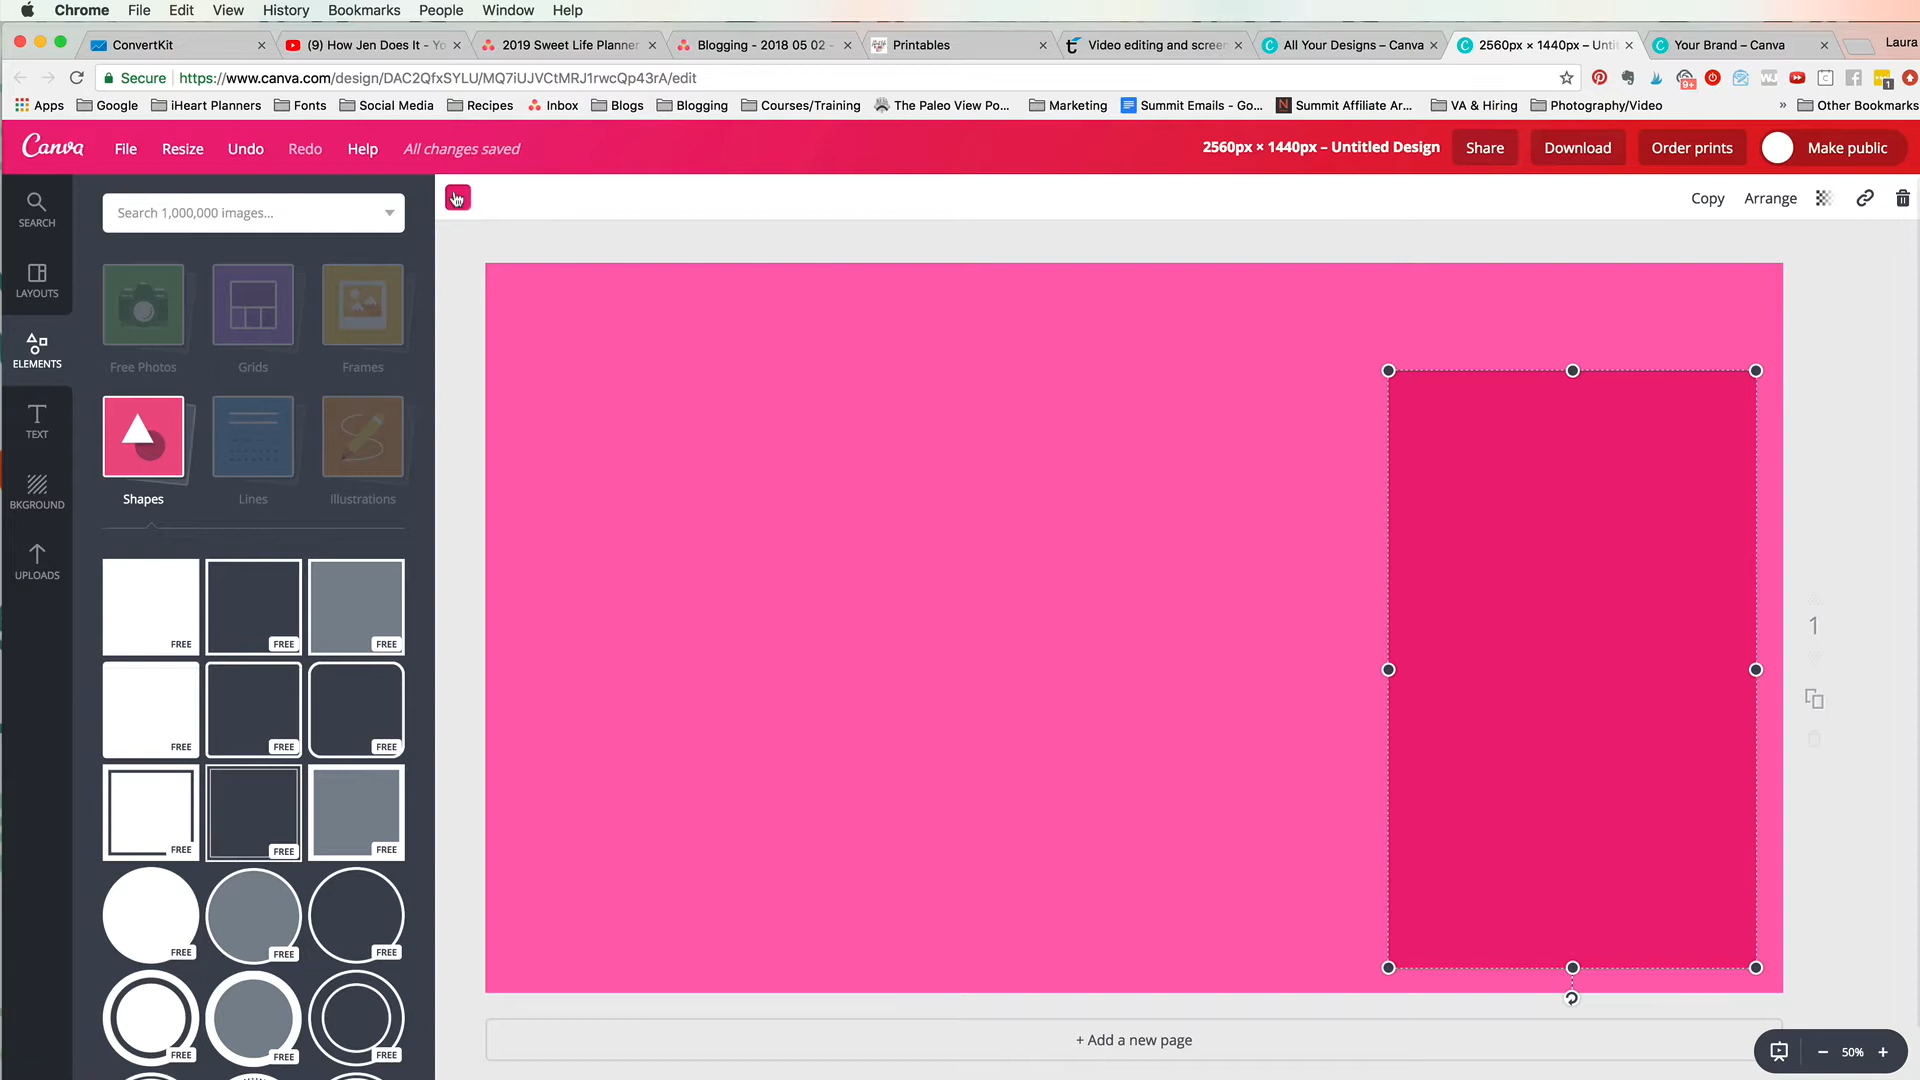 Chrome File Edit View History Bookmarks People Window Help
ConvertKit (9) How Jen Does It - Yo 2019 Sweet Life Planner Blogging - 2018 05 02 - Printables Video editing and screen All Your Designs – Canva 2560px × 1440px – Untit Your Brand – Canva Laura
Secure https://www.canva.com/design/DAC2QfxSYLU/MQ7iUJVCtMRJ1rwcQp43rA/edit 9+ 1
Apps Google iHeart Planners Fonts Social Media Recipes Inbox Blogs Blogging Courses/Training The Paleo View Po... Marketing Summit Emails - Go... Summit Affiliate Ar... VA & Hiring Photography/Video » Other Bookmarks
Canva File Resize Undo Redo Help All changes saved 2560px × 1440px – Untitled Design Share Download Order prints Make public
Copy Arrange
Search 1,000,000 images...
SEARCH
LAYOUTS
ELEMENTS
TEXT
BKGROUND
UPLOADS
Free Photos Grids Frames
Shapes Lines Illustrations
FREE FREE FREE
FREE FREE FREE
FREE FREE FREE
FREE FREE FREE
FREE FREE FREE
1
+ Add a new page
50%